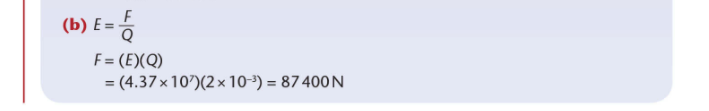 (b) E = F/Q
F = (E)(Q)
= (4.37 × 10⁷)(2 × 10⁻³) = 87 400 N